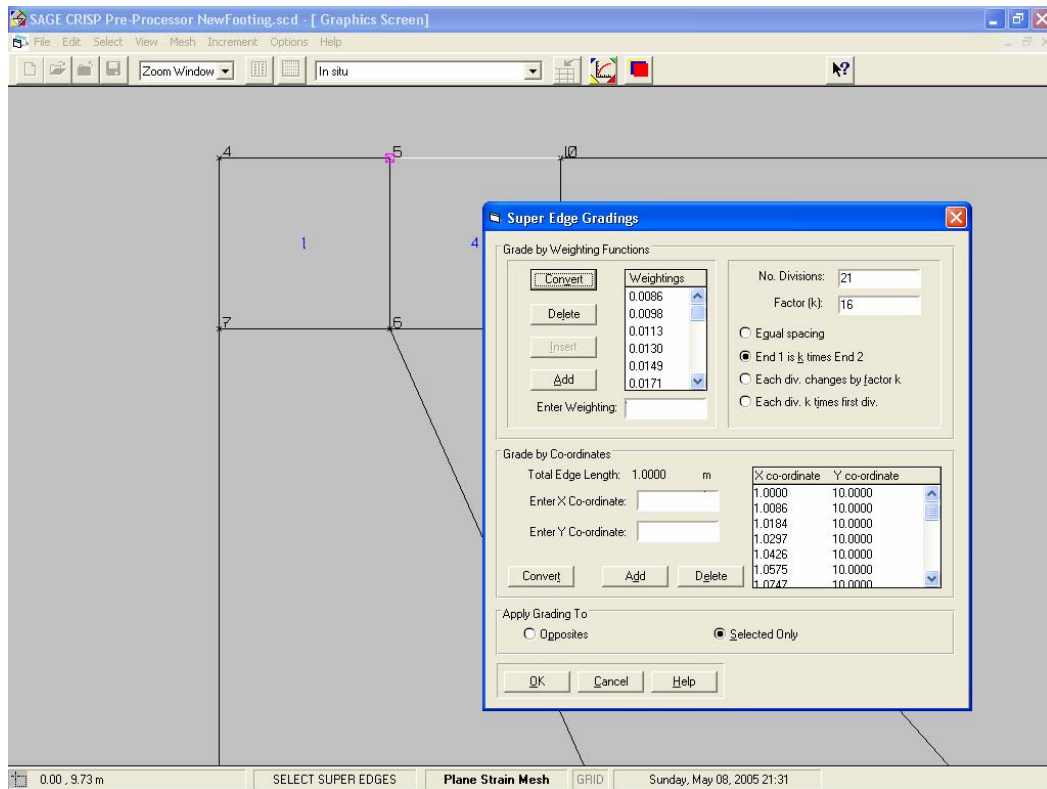 SAGE CRISP Pre-Processor NewFooting.scd - [ Graphics Screen]
File Edit Select View Mesh Increment Options Help
Zoom Window In situ
4 5 10
1 4
7 6
Super Edge Gradings
Grade by Weighting Functions
Convert
Delete
Insert
Add
Weightings
0.0086
0.0098
0.0113
0.0130
0.0149
0.0171
Enter Weighting:
No. Divisions: 21
Factor (k): 16
Equal spacing
End 1 is k times End 2
Each div. changes by factor k
Each div. k times first div.
Grade by Co-ordinates
Total Edge Length: 1.0000 m
Enter X Co-ordinate:
Enter Y Co-ordinate:
Convert Add Delete
X co-ordinate Y co-ordinate
1.0000 10.0000
1.0086 10.0000
1.0184 10.0000
1.0297 10.0000
1.0426 10.0000
1.0575 10.0000
1.0747 10.0000
Apply Grading To
Opposites Selected Only
OK Cancel Help
0.00 , 9.73 m SELECT SUPER EDGES Plane Strain Mesh GRID Sunday, May 08, 2005 21:31